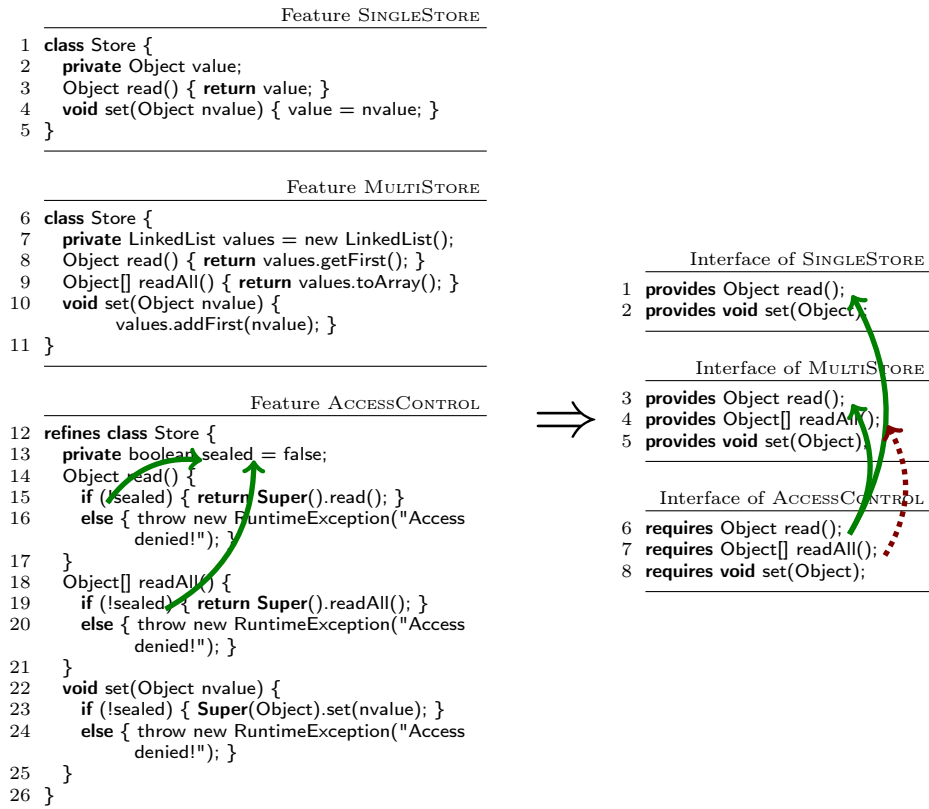 Feature SINGLESTORE
1 class Store {
2 private Object value;
3 Object read() { return value; }
4 void set(Object nvalue) { value = nvalue; }
5 }
Feature MULTISTORE
6 class Store {
7 private LinkedList values = new LinkedList();
8 Object read() { return values.getFirst(); }
9 Object[] readAll() { return values.toArray(); }
10 void set(Object nvalue) {
values.addFirst(nvalue); }
11 }
Feature ACCESSCONTROL
12 refines class Store {
13 private boolean sealed = false;
14 Object read() {
15 if (!sealed) { return Super().read(); }
16 else { throw new RuntimeException("Access
denied!"); }
17 }
18 Object[] readAll() {
19 if (!sealed) { return Super().readAll(); }
20 else { throw new RuntimeException("Access
denied!"); }
21 }
22 void set(Object nvalue) {
23 if (!sealed) { Super(Object).set(nvalue); }
24 else { throw new RuntimeException("Access
denied!"); }
25 }
26 }
⇒
Interface of SINGLESTORE
1 provides Object read();
2 provides void set(Object);
Interface of MULTISTORE
3 provides Object read();
4 provides Object[] readAll();
5 provides void set(Object);
Interface of ACCESSCONTROL
6 requires Object read();
7 requires Object[] readAll();
8 requires void set(Object);